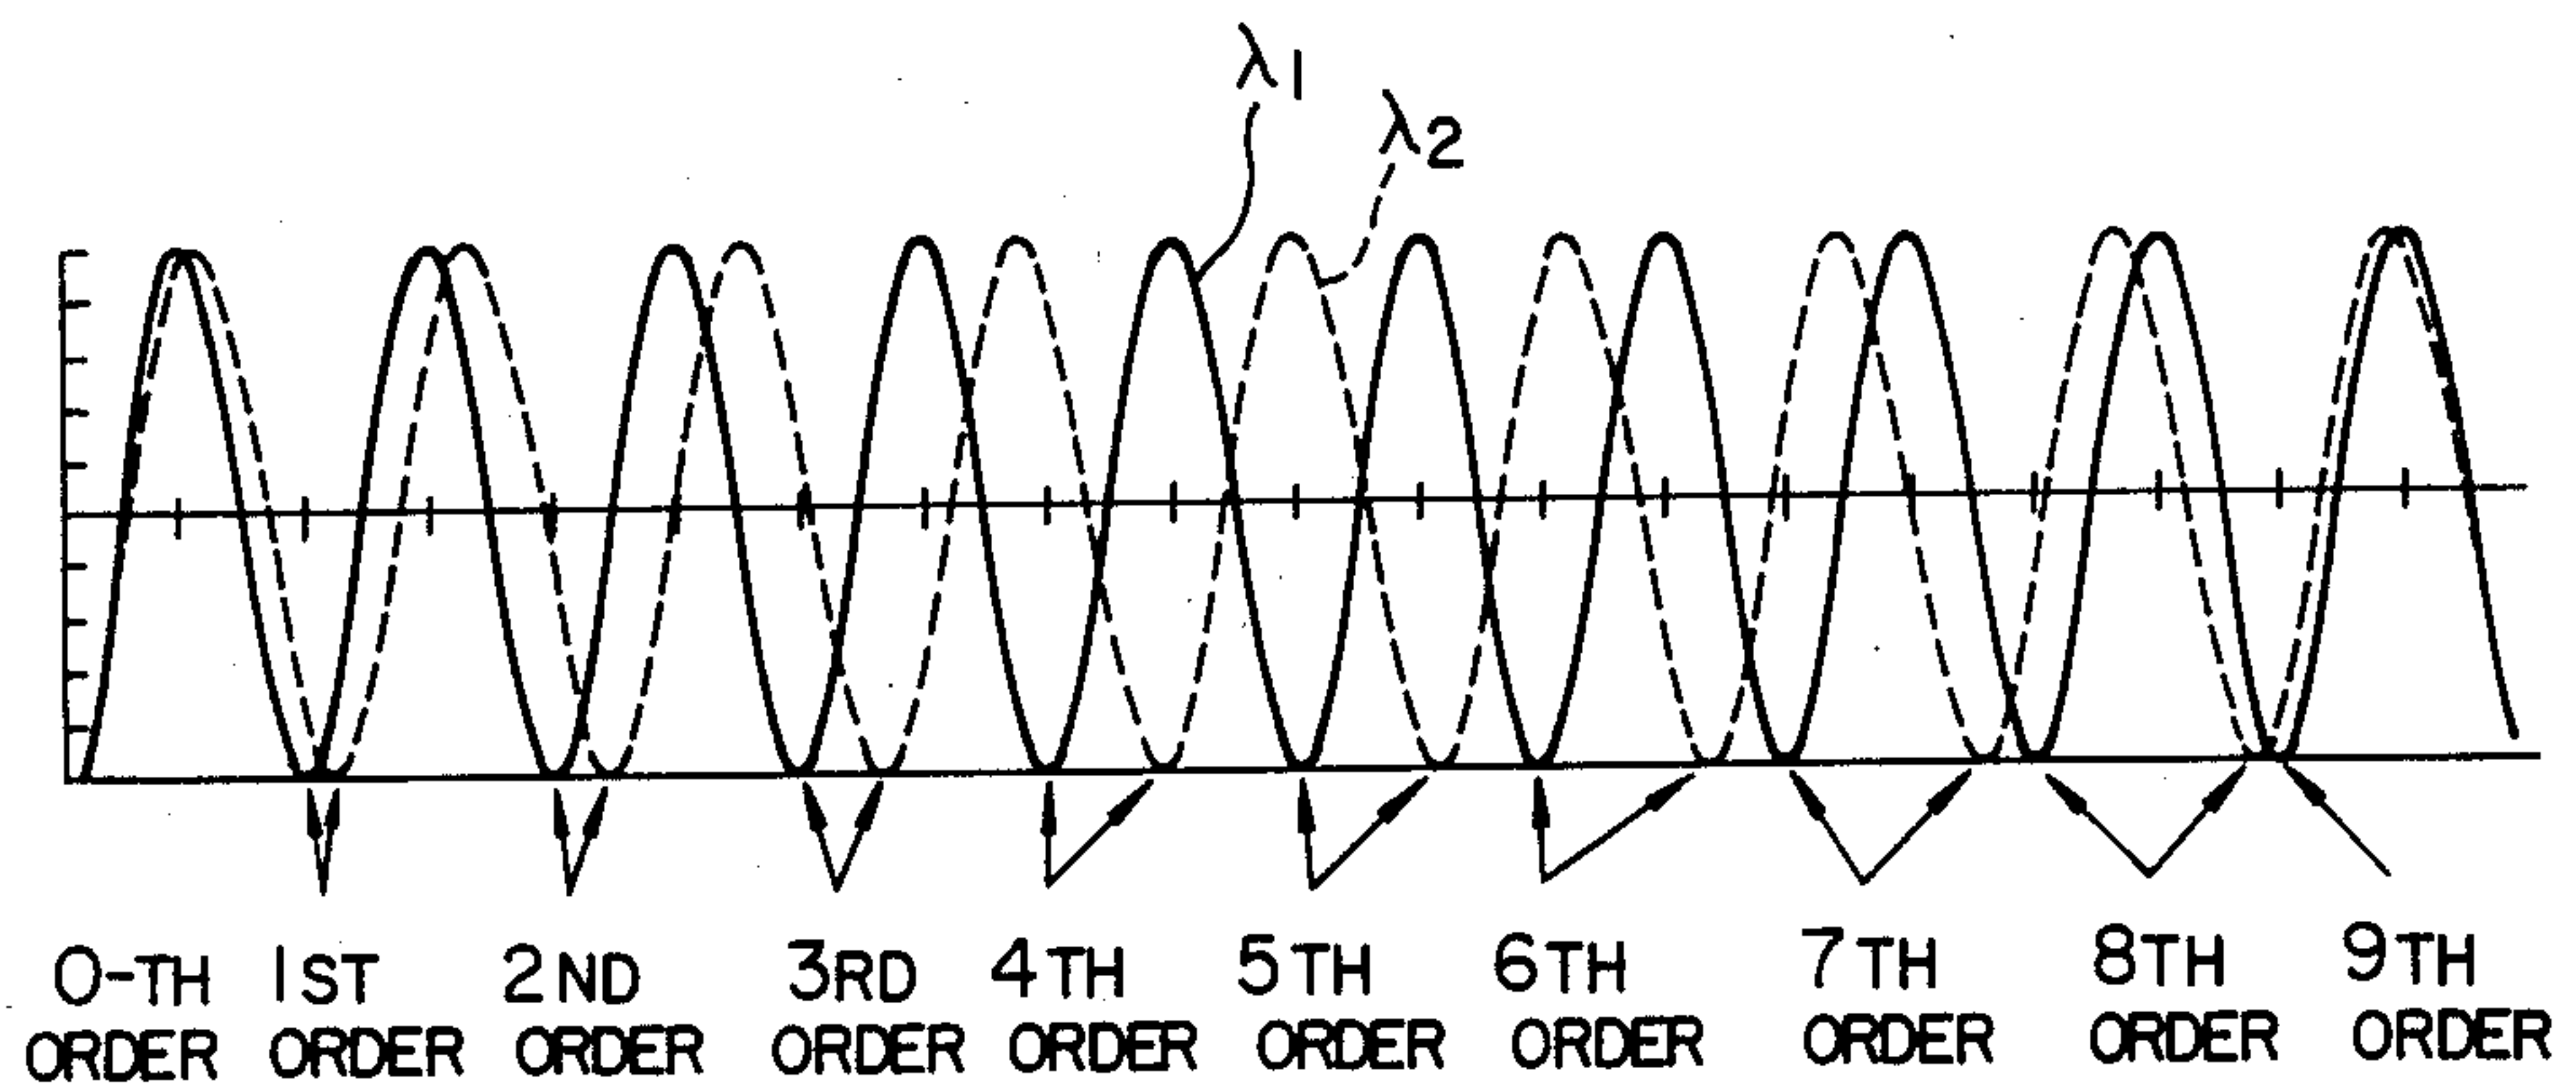 λ1
λ2
0-TH 1ST 2ND 3RD 4TH 5TH 6TH 7TH 8TH 9TH
ORDER ORDER ORDER ORDER ORDER ORDER ORDER ORDER ORDER ORDER